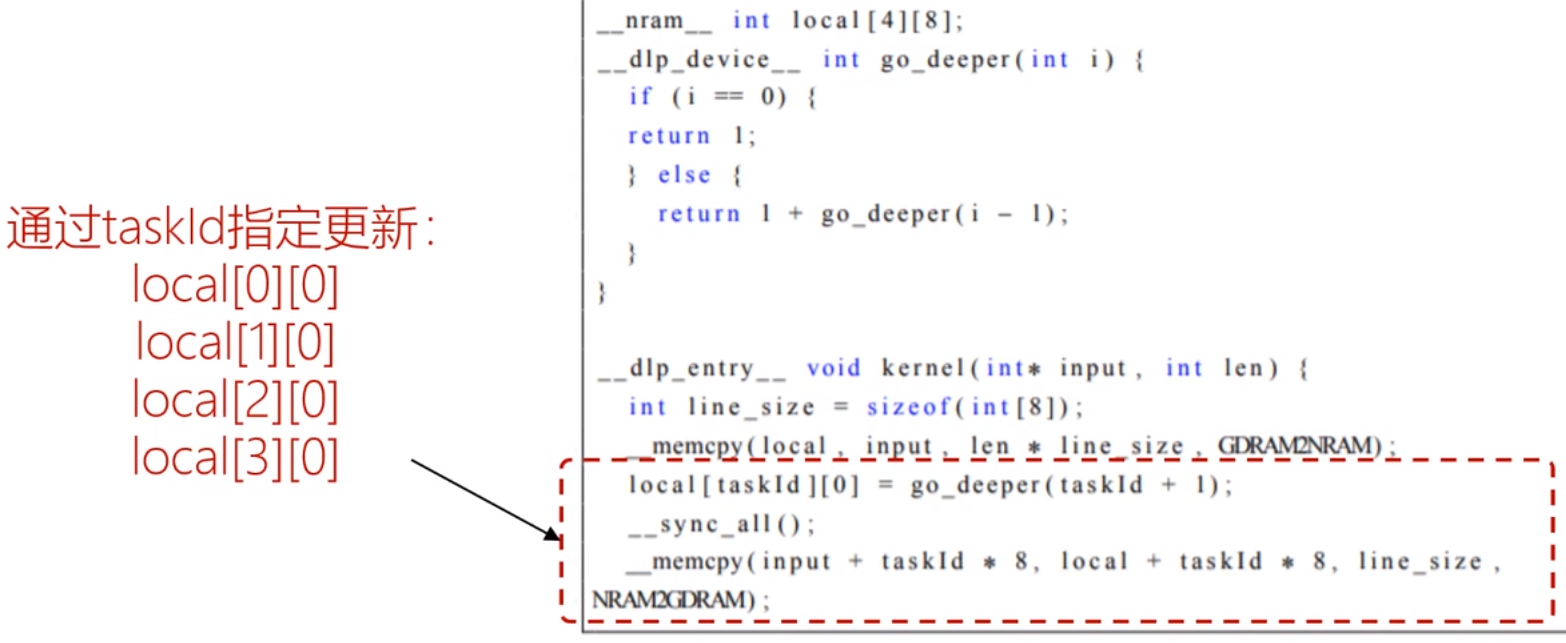 通过taskId指定更新:
local[0][0]
local[1][0]
local[2][0]
local[3][0]
__nram__ int local[4][8];
__dlp_device__ int go_deeper(int i) {
if (i == 0) {
return 1;
} else {
return 1 + go_deeper(i - 1);
}
}
__dlp_entry__ void kernel(int* input, int len) {
int line_size = sizeof(int[8]);
__memcpy(local, input, len * line_size, GDRAM2NRAM);
local[taskId][0] = go_deeper(taskId + 1);
__sync_all();
__memcpy(input + taskId * 8, local + taskId * 8, line_size,
NRAM2GDRAM);